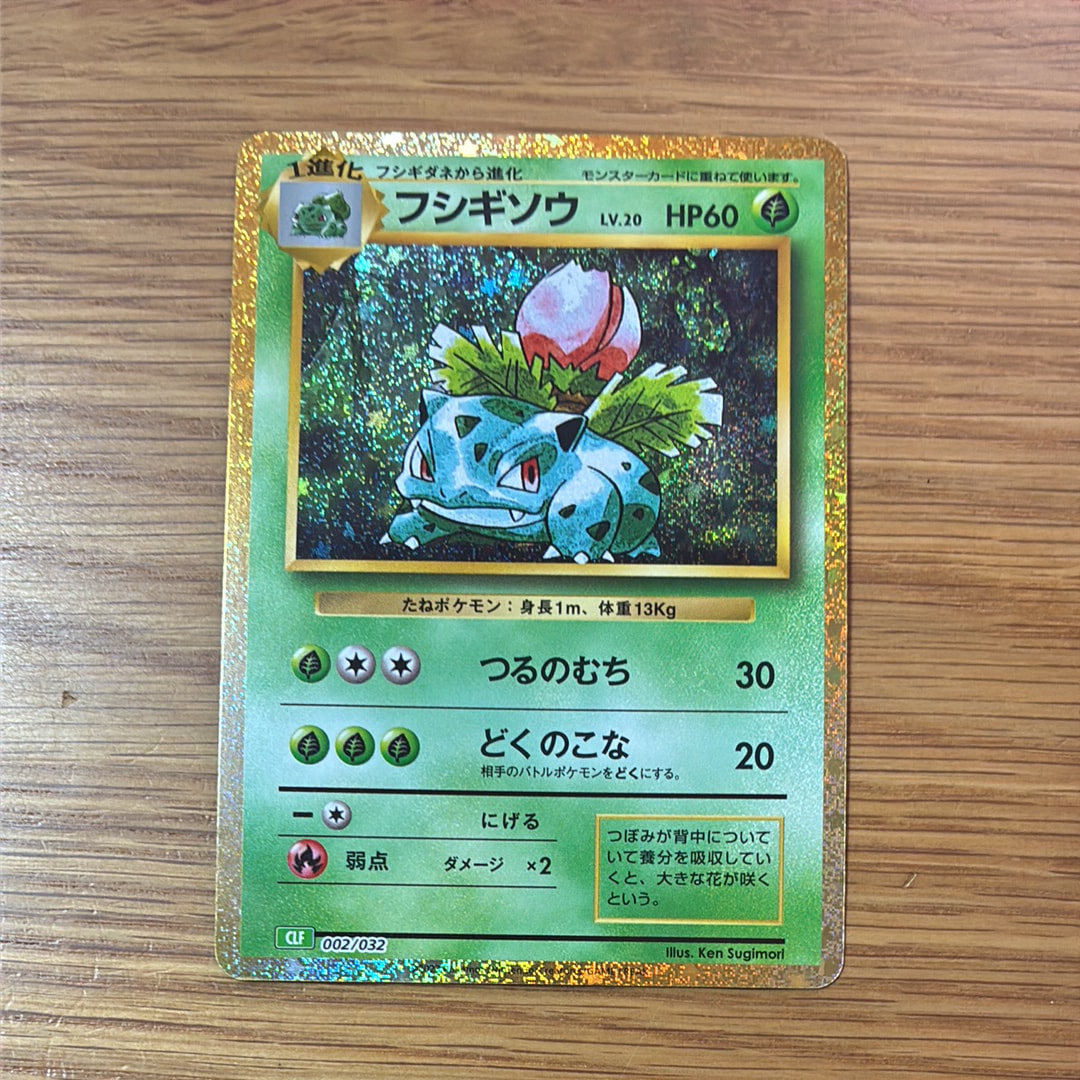 1進化 フシギダネから進化 モンスターカードに重ねて使います。
フシギソウ LV.20 HP60
たねポケモン：身長1m、体重13Kg
つるのむち 30
どくのこな 20
相手のバトルポケモンをどくにする。
にげる
弱点 ダメージ ×2
つぼみが背中についてい
いて養分を吸収してい
くと、大きな花が咲く
という。
CLF 002/032
Illus. Ken Sugimori